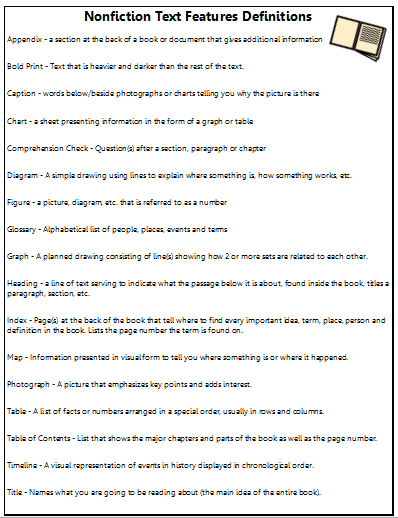 Nonfiction Text Features Definitions
Appendix - a section at the back of a book or document that gives additional information
Bold Print - Text that is heavier and darker than the rest of the text.
Caption - words below/beside photographs or charts telling you why the picture is there
Chart - a sheet presenting information in the form of a graph or table
Comprehension Check - Question(s) after a section, paragraph or chapter
Diagram - A simple drawing using lines to explain where something is, how something works, etc.
Figure - a picture, diagram, etc. that is referred to as a number
Glossary - Alphabetical list of people, places, events and terms
Graph - A planned drawing consisting of line(s) showing how 2 or more sets are related to each other.
Heading - a line of text serving to indicate what the passage below it is about, found inside the book, titles a
paragraph, section, etc.
Index - Page(s) at the back of the book that tell where to find every important idea, term, place, person and
definition in the book. Lists the page number the term is found on.
Map - Information presented in visual form to tell you where something is or where it happened.
Photograph - A picture that emphasizes key points and adds interest.
Table - A list of facts or numbers arranged in a special order, usually in rows and columns.
Table of Contents - List that shows the major chapters and parts of the book as well as the page number.
Timeline - A visual representation of events in history displayed in chronological order.
Title - Names what you are going to be reading about (the main idea of the entire book).